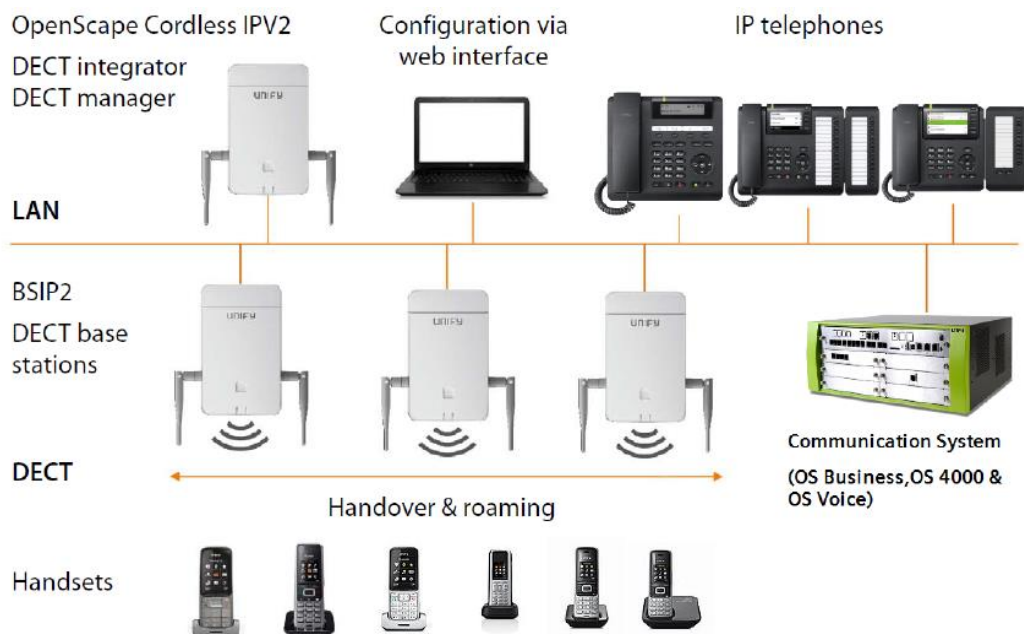 OpenScape Cordless IPV2
DECT integrator
DECT manager
Configuration via
web interface
IP telephones
UNIFY
LAN
BSIP2
DECT base
stations
UNIFY
UNIFY
UNIFY
Communication System
(OS Business,OS 4000 &
OS Voice)
DECT
Handover & roaming
Handsets